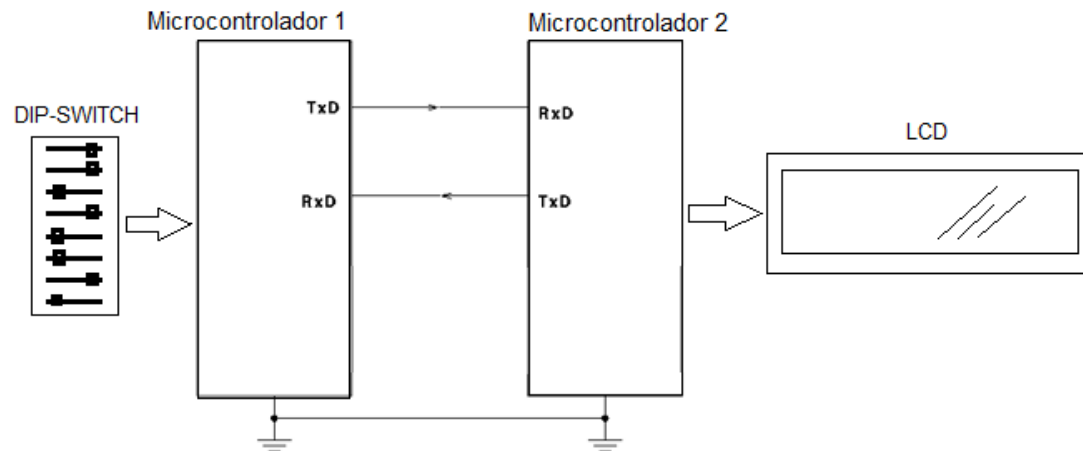 Microcontrolador 1
Microcontrolador 2
DIP-SWITCH
TxD
RxD
LCD
RxD
TxD